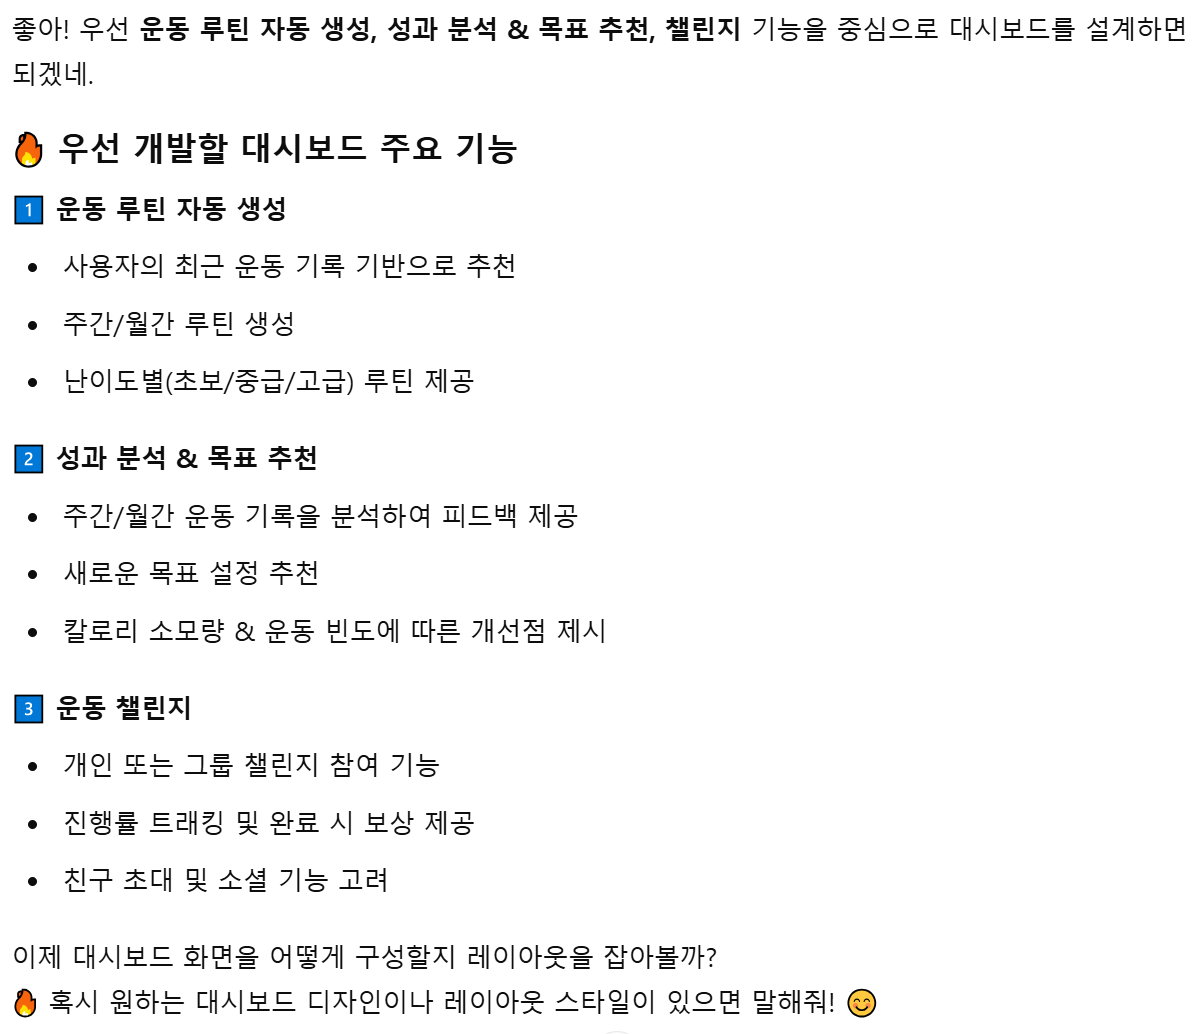 좋아! 우선 운동 루틴 자동 생성, 성과 분석 & 목표 추천, 챌린지 기능을 중심으로 대시보드를 설계하면
되겠네.
🔥 우선 개발할 대시보드 주요 기능
1️⃣ 운동 루틴 자동 생성
• 사용자의 최근 운동 기록 기반으로 추천
• 주간/월간 루틴 생성
• 난이도별(초보/중급/고급) 루틴 제공
2️⃣ 성과 분석 & 목표 추천
• 주간/월간 운동 기록을 분석하여 피드백 제공
• 새로운 목표 설정 추천
• 칼로리 소모량 & 운동 빈도에 따른 개선점 제시
3️⃣ 운동 챌린지
• 개인 또는 그룹 챌린지 참여 기능
• 진행률 트래킹 및 완료 시 보상 제공
• 친구 초대 및 소셜 기능 고려
이제 대시보드 화면을 어떻게 구성할지 레이아웃을 잡아볼까?
🔥 혹시 원하는 대시보드 디자인이나 레이아웃 스타일이 있으면 말해줘! 😊